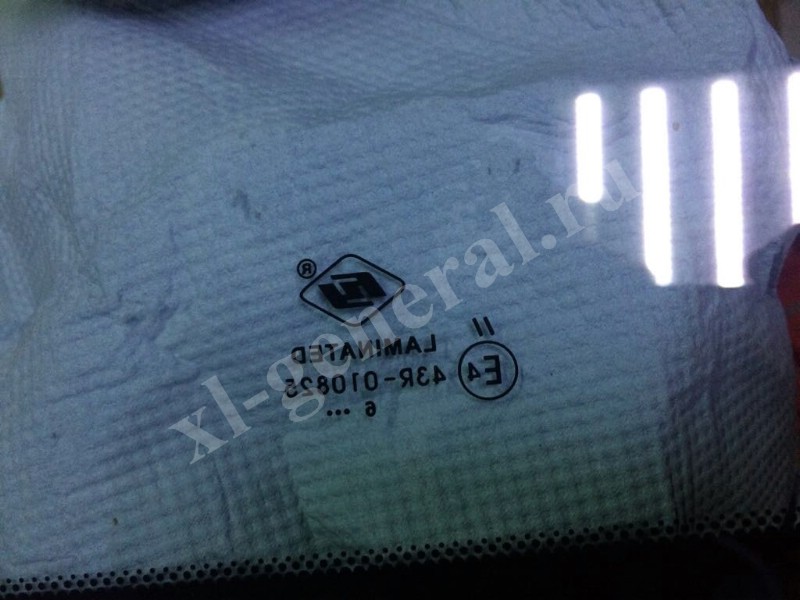 ®
//
LAMINATED
E4 43R-010825
6 ...
xl-general.ru